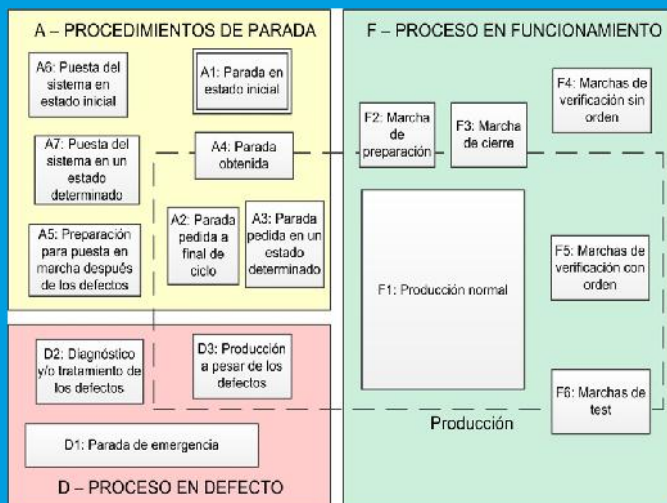 A – PROCEDIMIENTOS DE PARADA
A6: Puesta del
sistema en
estado inicial
A1: Parada en
estado inicial
A7: Puesta del
sistema en un
estado
determinado
A4: Parada
obtenida
A5: Preparación
para puesta en
marcha después
de los defectos
A2: Parada
pedida a
final de
ciclo
A3: Parada
pedida en un
estado
determinado
D2: Diagnóstico
y/o tratamiento de
los defectos
D3: Producción
a pesar de los
defectos
D1: Parada de emergencia
D – PROCESO EN DEFECTO
F – PROCESO EN FUNCIONAMIENTO
F4: Marchas de
verificación sin
orden
F2: Marcha
de
preparación
F3: Marcha
de cierre
F1: Producción normal
F5: Marchas de
verificación con
orden
F6: Marchas de
test
Producción